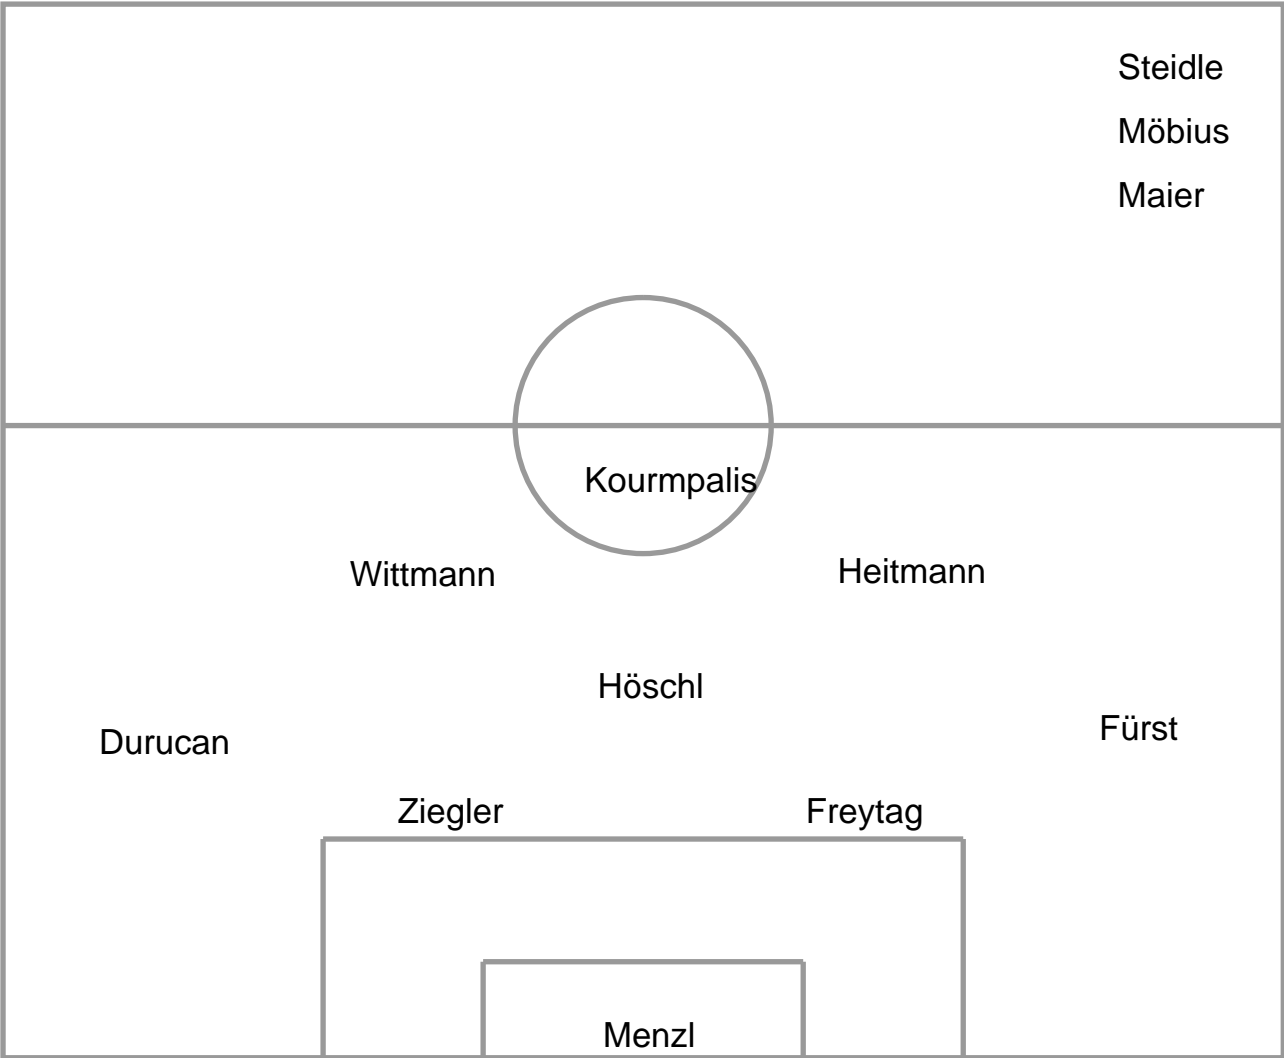 Steidle
Möbius
Maier
Kourmpalis
Wittmann
Heitmann
Höschl
Durucan
Fürst
Ziegler
Freytag
Menzl